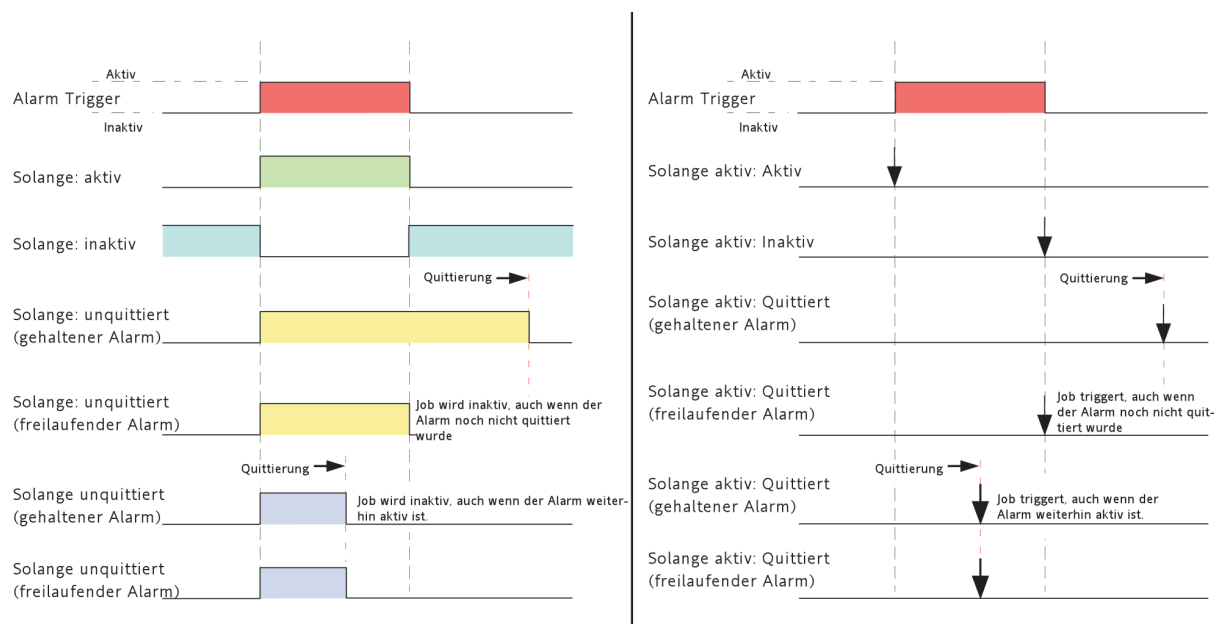 Aktiv
Alarm Trigger
Inaktiv
Solange: aktiv
Solange: inaktiv
Quittierung
Solange: unquittiert
(gehaltener Alarm)
Solange: unquittiert
(freilaufender Alarm)
Job wird inaktiv, auch wenn der
Alarm noch nicht quittiert
wurde
Quittierung
Solange unquittiert
(gehaltener Alarm)
Job wird inaktiv, auch wenn der Alarm weiter-
hin aktiv ist.
Solange unquittiert
(freilaufender Alarm)
Aktiv
Alarm Trigger
Inaktiv
Solange aktiv: Aktiv
Solange aktiv: Inaktiv
Quittierung
Solange aktiv: Quittiert
(gehaltener Alarm)
Solange aktiv: Quittiert
(freilaufender Alarm)
Job triggert, auch wenn
der Alarm noch nicht quit-
tiert wurde
Quittierung
Solange aktiv: Quittiert
(gehaltener Alarm)
Job triggert, auch wenn der
Alarm weiterhin aktiv ist.
Solange aktiv: Quittiert
(freilaufender Alarm)